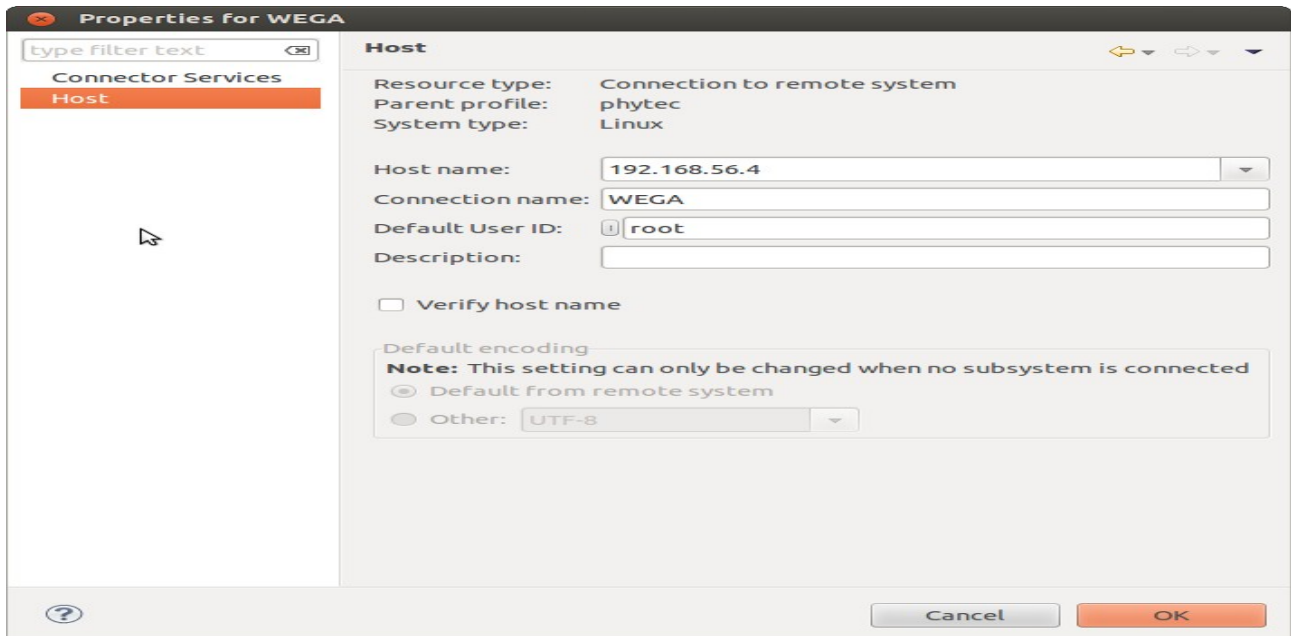 Properties for WEGA
type filter text
Connector Services
Host
Host
Resource type: Connection to remote system
Parent profile: phytec
System type: Linux
Host name: 192.168.56.4
Connection name: WEGA
Default User ID: root
Description:
Verify host name
Default encoding
Note: This setting can only be changed when no subsystem is connected
Default from remote system
Other: UTF-8
Cancel OK